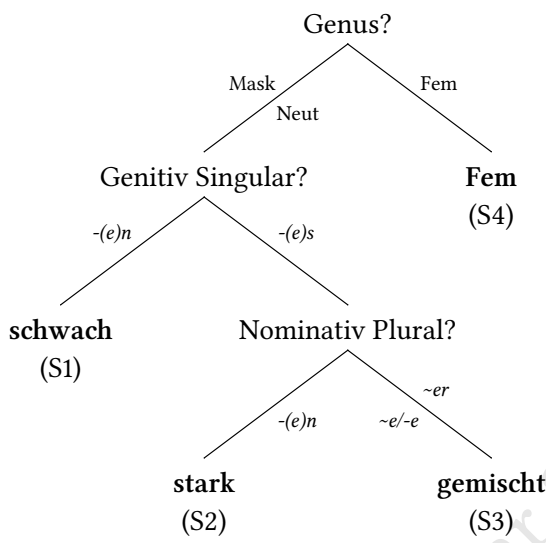 Genus?
Mask
Neut
Fem
Genitiv Singular?
Fem
(S4)
-(e)n
-(e)s
schwach
(S1)
Nominativ Plural?
-(e)n
~e/-e
~er
stark
(S2)
gemischt
(S3)